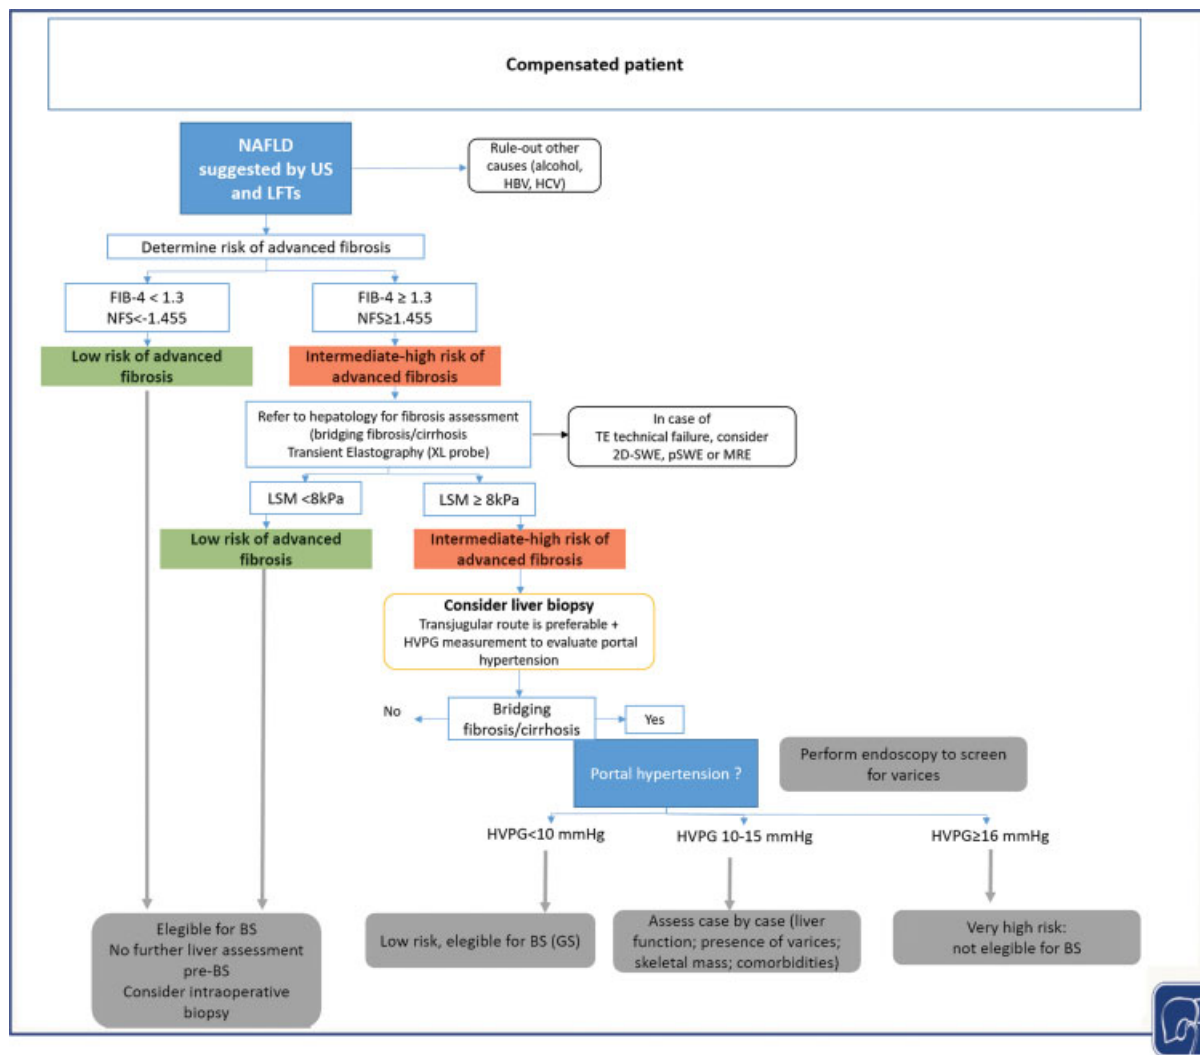 Compensated patient
NAFLD
suggested by US
and LFTs
Rule-out other
causes (alcohol,
HBV, HCV)
Determine risk of advanced fibrosis
FIB-4 < 1.3
NFS<-1.455
FIB-4 ≥ 1.3
NFS≥1.455
Low risk of advanced
fibrosis
Intermediate-high risk of
advanced fibrosis
Refer to hepatology for fibrosis assessment
(bridging fibrosis/cirrhosis
Transient Elastography (XL probe)
In case of
TE technical failure, consider
2D-SWE, pSWE or MRE
LSM <8kPa
LSM ≥ 8kPa
Low risk of advanced
fibrosis
Intermediate-high risk of
advanced fibrosis
Consider liver biopsy
Transjugular route is preferable +
HVPG measurement to evaluate portal
hypertension
No
Bridging
fibrosis/cirrhosis
Yes
Portal hypertension ?
Perform endoscopy to screen
for varices
HVPG<10 mmHg
HVPG 10-15 mmHg
HVPG≥16 mmHg
Elegible for BS
No further liver assessment
pre-BS
Consider intraoperative
biopsy
Low risk, elegible for BS (GS)
Assess case by case (liver
function; presence of varices;
skeletal mass; comorbidities)
Very high risk:
not elegible for BS